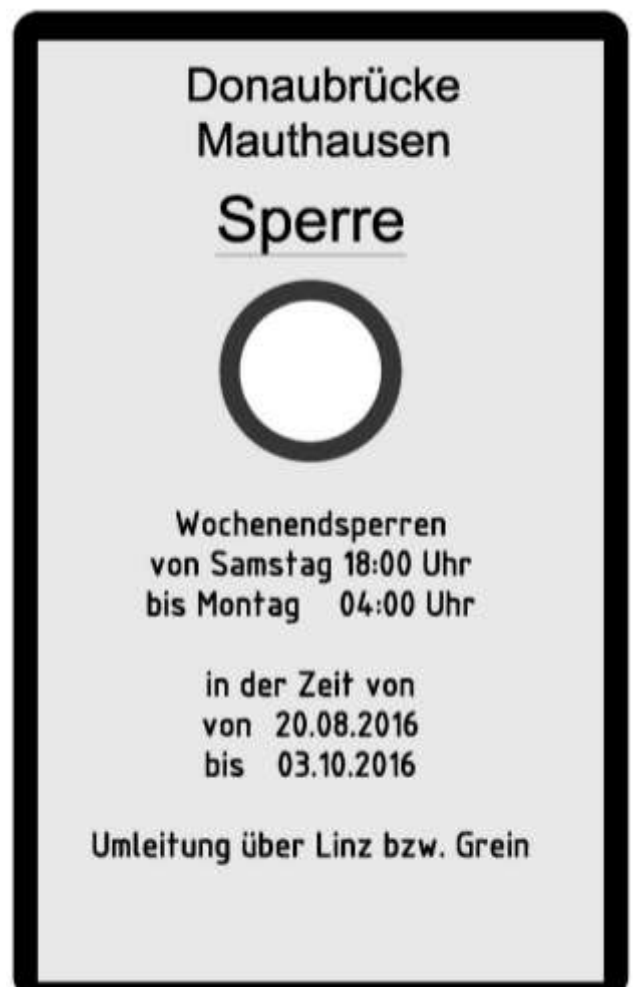 Donaubrücke
Mauthausen
Sperre
Wochenendsperren
von Samstag 18:00 Uhr
bis Montag 04:00 Uhr
in der Zeit von
von 20.08.2016
bis 03.10.2016
Umleitung über Linz bzw. Grein